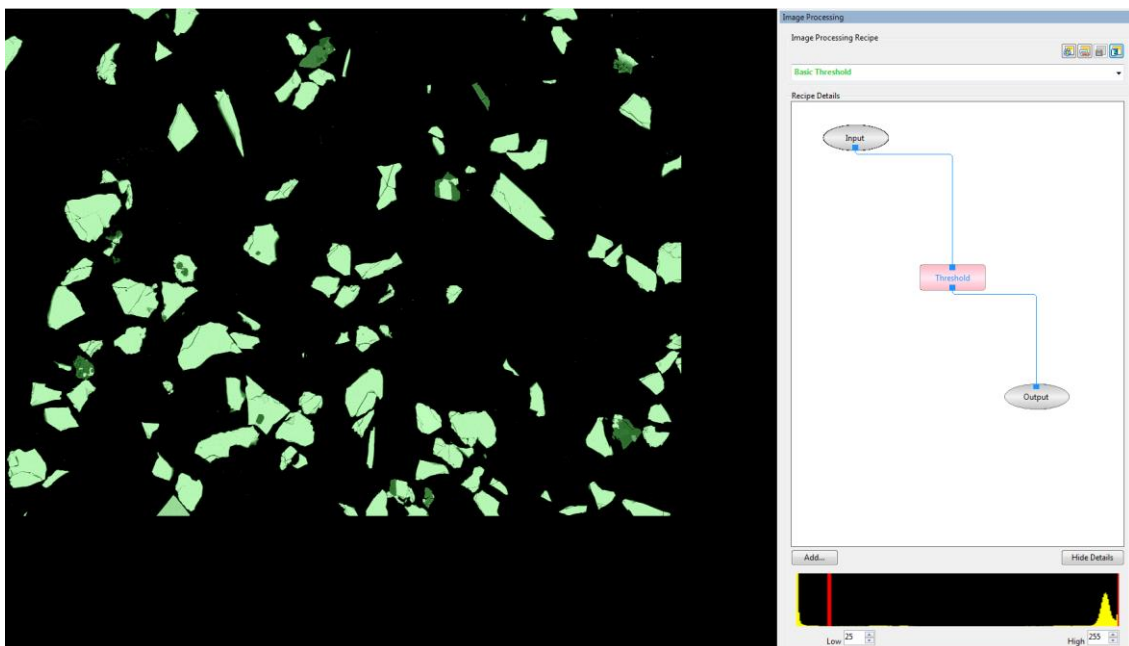 Image Processing
Image Processing Recipe
Basic Threshold
Recipe Details
Input
Threshold
Output
Add...
Hide Details
Low 25
High 255